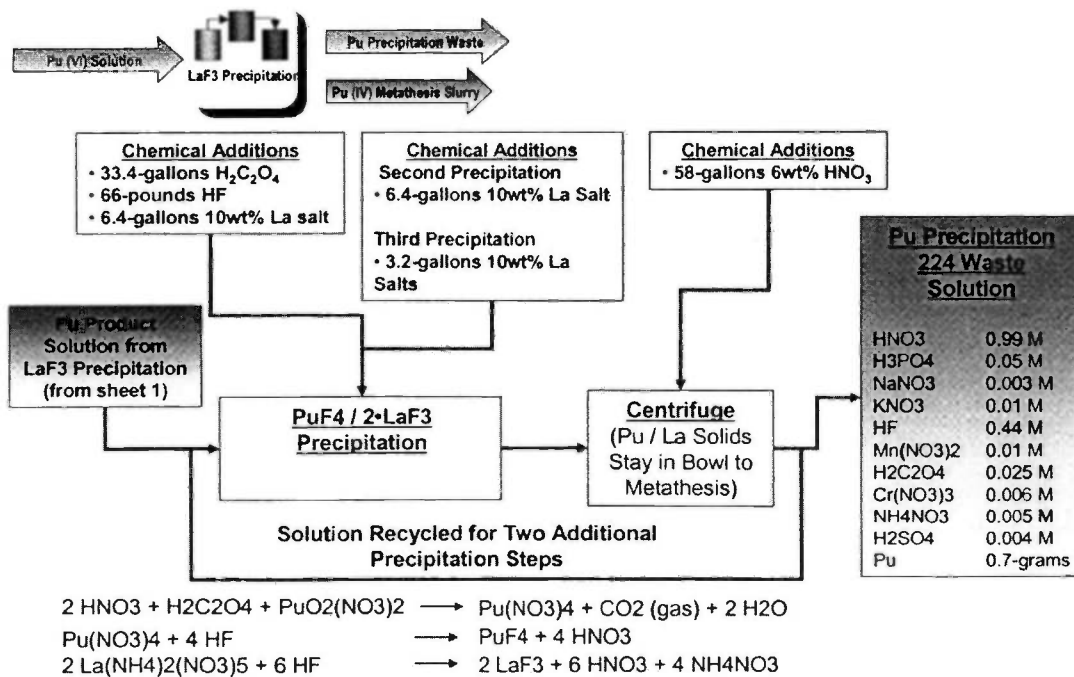 Pu (VI) Solution
LaF3 Precipitation
Pu Precipitation Waste
Pu (IV) Metathesis Slurry
Chemical Additions
• 33.4-gallons H₂C₂O₄
• 66-pounds HF
• 6.4-gallons 10wt% La salt
Chemical Additions
Second Precipitation
• 6.4-gallons 10wt% La Salt
Third Precipitation
• 3.2-gallons 10wt% La
Salts
Chemical Additions
• 58-gallons 6wt% HNO₃
Pu Product
Solution from
LaF3 Precipitation
(from sheet 1)
PuF4 / 2•LaF3
Precipitation
Centrifuge
(Pu / La Solids
Stay in Bowl to
Metathesis)
Solution Recycled for Two Additional
Precipitation Steps
Pu Precipitation
224 Waste
Solution
HNO3 0.99 M
H3PO4 0.05 M
NaNO3 0.003 M
KNO3 0.01 M
HF 0.44 M
Mn(NO3)2 0.01 M
H2C2O4 0.025 M
Cr(NO3)3 0.006 M
NH4NO3 0.005 M
H2SO4 0.004 M
Pu 0.7-grams
2 HNO3 + H2C2O4 + PuO2(NO3)2 → Pu(NO3)4 + CO2 (gas) + 2 H2O
Pu(NO3)4 + 4 HF → PuF4 + 4 HNO3
2 La(NH4)2(NO3)5 + 6 HF → 2 LaF3 + 6 HNO3 + 4 NH4NO3